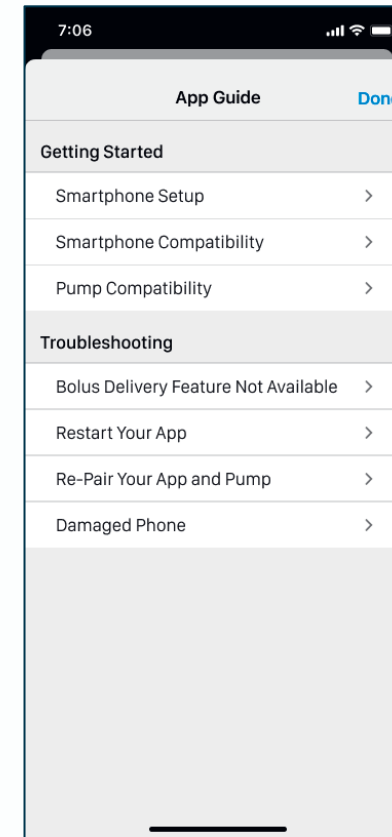 7:06
App Guide
Done
Getting Started
Smartphone Setup
Smartphone Compatibility
Pump Compatibility
Troubleshooting
Bolus Delivery Feature Not Available
Restart Your App
Re-Pair Your App and Pump
Damaged Phone